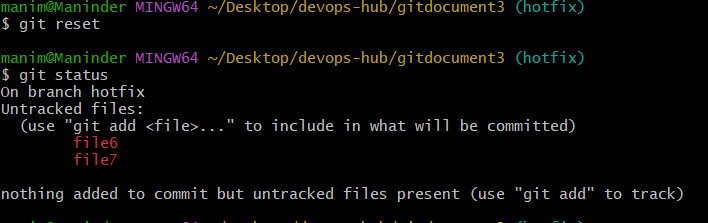 manim@Maninder MINGW64 ~/Desktop/devops-hub/gitdocument3 (hotfix)
$ git reset
manim@Maninder MINGW64 ~/Desktop/devops-hub/gitdocument3 (hotfix)
$ git status
On branch hotfix
Untracked files:
  (use "git add <file>..." to include in what will be committed)
        file6
        file7
nothing added to commit but untracked files present (use "git add" to track)